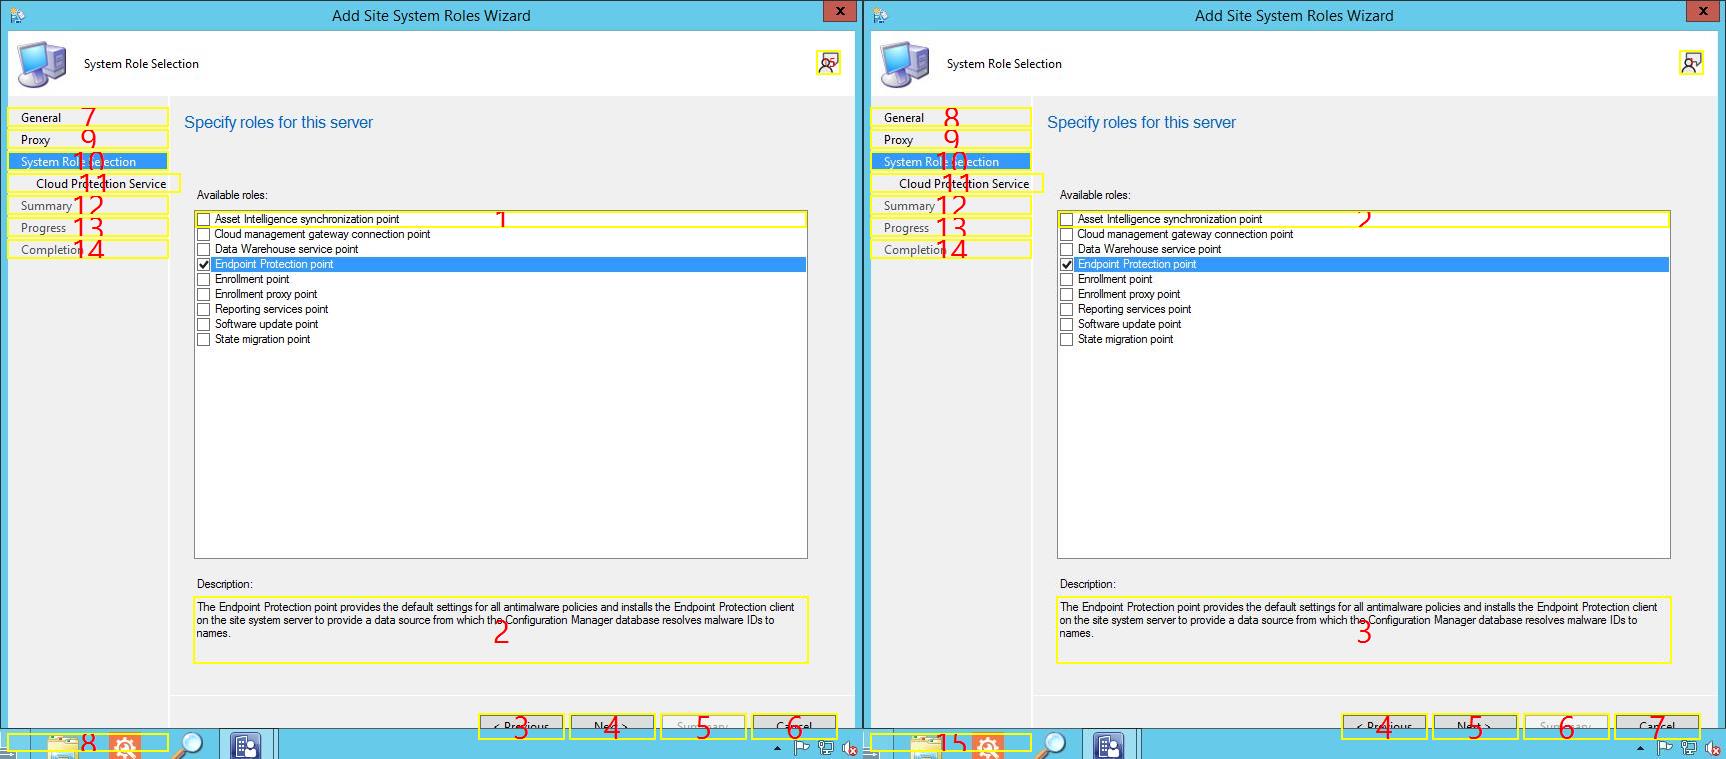 Add Site System Roles Wizard
x
System Role Selection
General 7
Proxy 9
System Role Selection 10
Cloud Protection Service 11
Summary 12
Progress 13
Completion 14
Specify roles for this server
Available roles:
Asset Intelligence synchronization point 1
Cloud management gateway connection point
Data Warehouse service point
Endpoint Protection point
Enrollment point
Enrollment proxy point
Reporting services point
Software update point
State migration point
Description:
The Endpoint Protection point provides the default settings for all antimalware policies and installs the Endpoint Protection client
on the site system server to provide a data source from which the Configuration Manager database resolves malware IDs to
names.
2
< Previous 3
Next > 4
Summary 5
Cancel 6
8
Add Site System Roles Wizard
x
System Role Selection
General 8
Proxy 9
System Role Selection 10
Cloud Protection Service 11
Summary 12
Progress 13
Completion 14
Specify roles for this server
Available roles:
Asset Intelligence synchronization point 2
Cloud management gateway connection point
Data Warehouse service point
Endpoint Protection point
Enrollment point
Enrollment proxy point
Reporting services point
Software update point
State migration point
Description:
The Endpoint Protection point provides the default settings for all antimalware policies and installs the Endpoint Protection client
on the site system server to provide a data source from which the Configuration Manager database resolves malware IDs to
names.
3
< Previous 4
Next > 5
Summary 6
Cancel 7
15